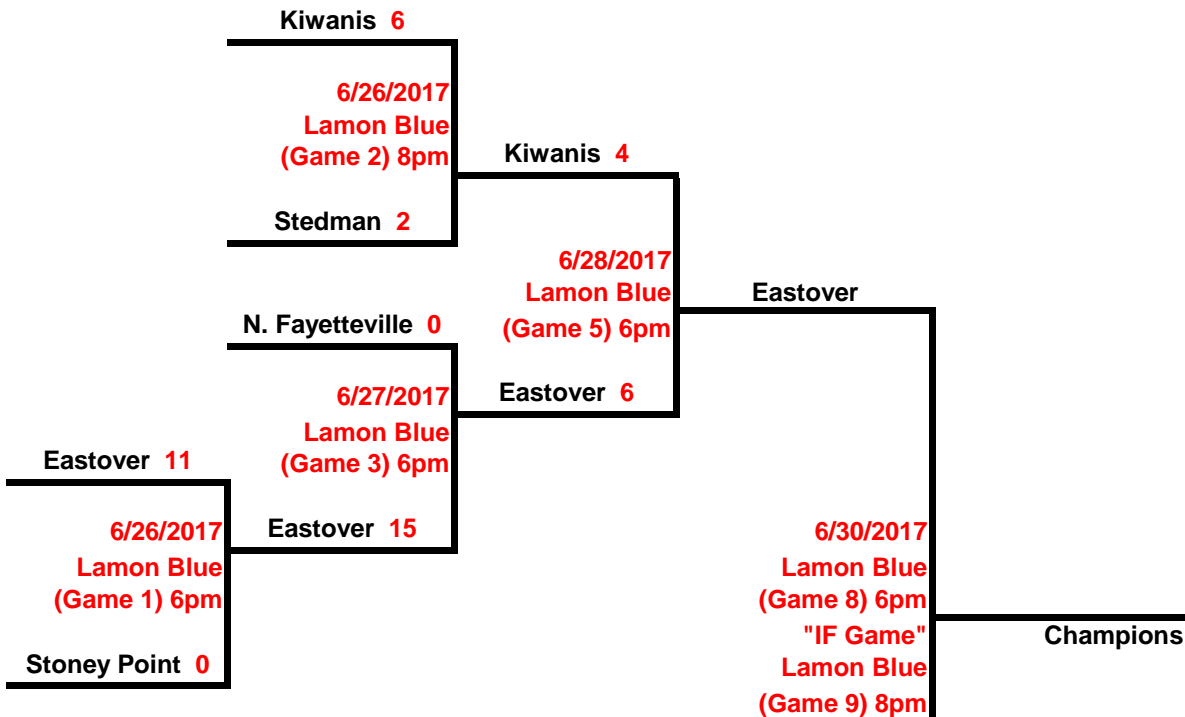 Kiwanis 6
6/26/2017
Lamon Blue
(Game 2) 8pm
Kiwanis 4
Stedman 2
6/28/2017
Lamon Blue
(Game 5) 6pm
Eastover
N. Fayetteville 0
6/27/2017
Lamon Blue
(Game 3) 6pm
Eastover 6
Eastover 11
6/26/2017
Lamon Blue
(Game 1) 6pm
Eastover 15
Stoney Point 0
6/30/2017
Lamon Blue
(Game 8) 6pm
"IF Game"
Lamon Blue
(Game 9) 8pm
Champions